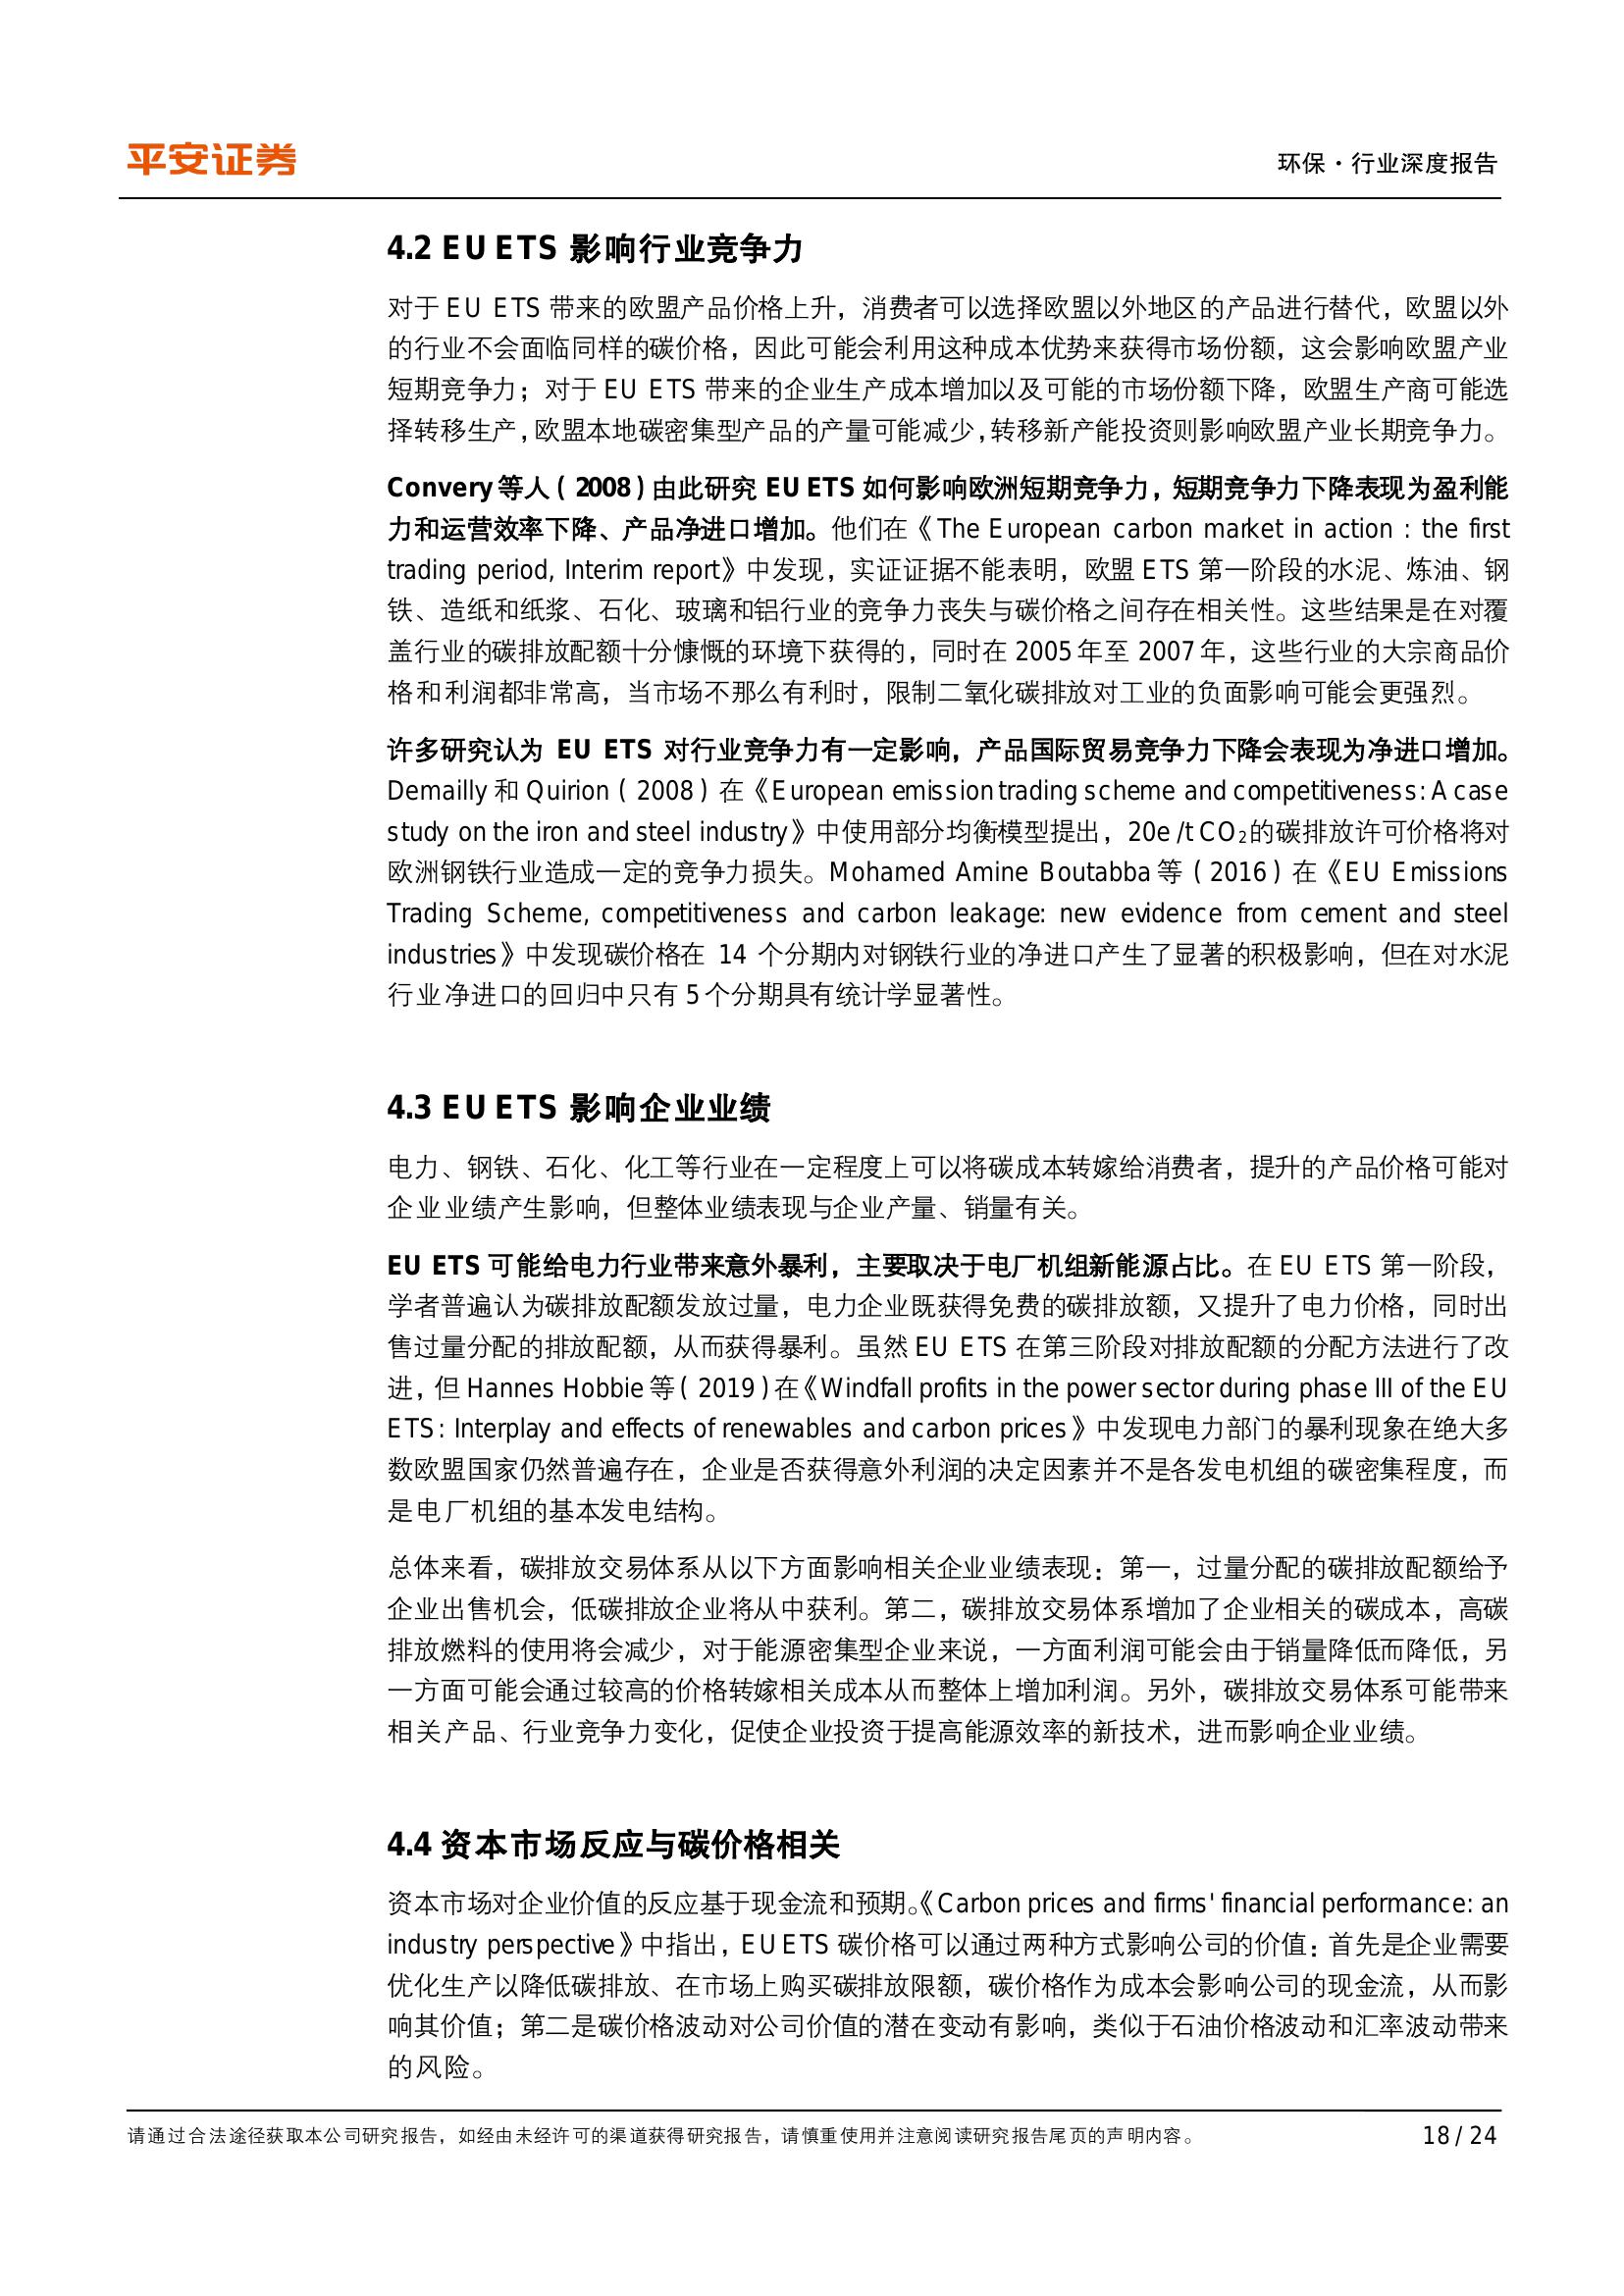 平安证券
环保·行业深度报告
4.2 EU ETS 影响行业竞争力
对于 EU ETS 带来的欧盟产品价格上升，消费者可以选择欧盟以外地区的产品进行替代，欧盟以外
的行业不会面临同样的碳价格，因此可能会利用这种成本优势来获得市场份额，这会影响欧盟产业
短期竞争力；对于 EU ETS 带来的企业生产成本增加以及可能的市场份额下降，欧盟生产商可能选
择转移生产，欧盟本地碳密集型产品的产量可能减少，转移新产能投资则影响欧盟产业长期竞争力。
Convery 等人（2008）由此研究 EU ETS 如何影响欧洲短期竞争力，短期竞争力下降表现为盈利能
力和运营效率下降、产品净进口增加。他们在《The European carbon market in action : the first
trading period, Interim report》中发现，实证证据不能表明，欧盟 ETS 第一阶段的水泥、炼油、钢
铁、造纸和纸浆、石化、玻璃和铝行业的竞争力丧失与碳价格之间存在相关性。这些结果是在对覆
盖行业的碳排放配额十分慷慨的环境下获得的，同时在 2005 年至 2007 年，这些行业的大宗商品价
格和利润都非常高，当市场不那么有利时，限制二氧化碳排放对工业的负面影响可能会更强烈。
许多研究认为 EU ETS 对行业竞争力有一定影响，产品国际贸易竞争力下降会表现为净进口增加。
Demailly 和 Quirion（2008）在《European emission trading scheme and competitiveness: A case
study on the iron and steel industry》中使用部分均衡模型提出，20e /t CO₂的碳排放许可价格将对
欧洲钢铁行业造成一定的竞争力损失。Mohamed Amine Boutabba 等（2016）在《EU Emissions
Trading Scheme, competitiveness and carbon leakage: new evidence from cement and steel
industries》中发现碳价格在 14 个分期内对钢铁行业的净进口产生了显著的积极影响，但在对水泥
行业净进口的回归中只有 5 个分期具有统计学显著性。
4.3 EU ETS 影响企业业绩
电力、钢铁、石化、化工等行业在一定程度上可以将碳成本转嫁给消费者，提升的产品价格可能对
企业业绩产生影响，但整体业绩表现与企业产量、销量有关。
EU ETS 可能给电力行业带来意外暴利，主要取决于电厂机组新能源占比。在 EU ETS 第一阶段，
学者普遍认为碳排放配额发放过量，电力企业既获得免费的碳排放额，又提升了电力价格，同时出
售过量分配的排放配额，从而获得暴利。虽然 EU ETS 在第三阶段对排放配额的分配方法进行了改
进，但 Hannes Hobbie 等（2019）在《Windfall profits in the power sector during phase III of the EU
ETS: Interplay and effects of renewables and carbon prices》中发现电力部门的暴利现象在绝大多
数欧盟国家仍然普遍存在，企业是否获得意外利润的决定因素并不是各发电机组的碳密集程度，而
是电厂机组的基本发电结构。
总体来看，碳排放交易体系从以下方面影响相关企业业绩表现：第一，过量分配的碳排放配额给予
企业出售机会，低碳排放企业将从中获利。第二，碳排放交易体系增加了企业相关的碳成本，高碳
排放燃料的使用将会减少，对于能源密集型企业来说，一方面利润可能会由于销量降低而降低，另
一方面可能会通过较高的价格转嫁相关成本从而整体上增加利润。另外，碳排放交易体系可能带来
相关产品、行业竞争力变化，促使企业投资于提高能源效率的新技术，进而影响企业业绩。
4.4 资本市场反应与碳价格相关
资本市场对企业价值的反应基于现金流和预期。《Carbon prices and firms' financial performance: an
industry perspective》中指出，EU ETS 碳价格可以通过两种方式影响公司的价值：首先是企业需要
优化生产以降低碳排放、在市场上购买碳排放限额，碳价格作为成本会影响公司的现金流，从而影
响其价值；第二是碳价格波动对公司价值的潜在变动有影响，类似于石油价格波动和汇率波动带来
的风险。
请通过合法途径获取本公司研究报告，如经由未经许可的渠道获得研究报告，请慎重使用并注意阅读研究报告尾页的声明内容。
18 / 24